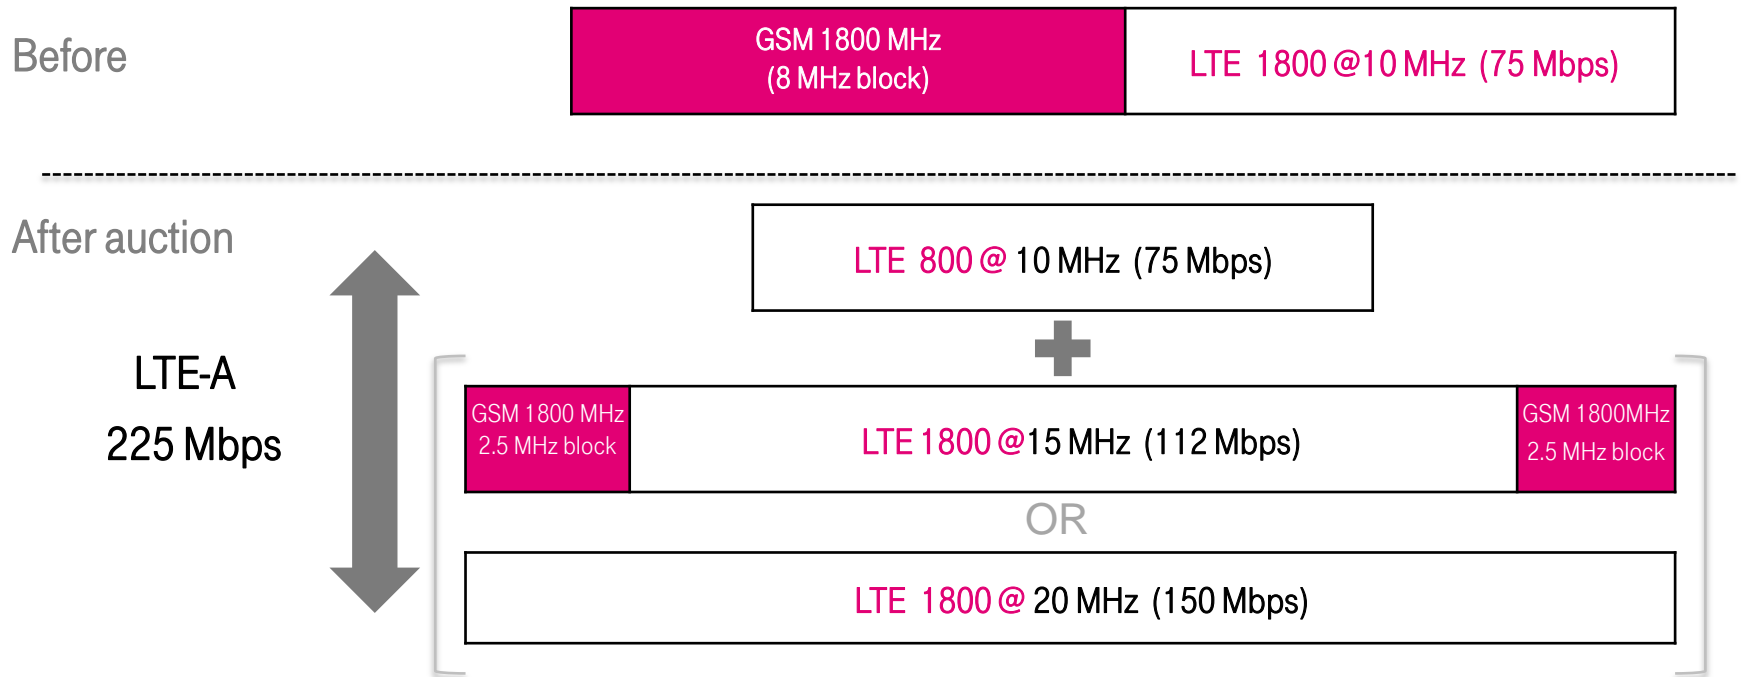 Before
GSM 1800 MHz
(8 MHz block)
LTE 1800 @10 MHz (75 Mbps)
After auction
LTE 800 @ 10 MHz (75 Mbps)
LTE-A
225 Mbps
GSM 1800 MHz
2.5 MHz block
LTE 1800 @15 MHz (112 Mbps)
GSM 1800MHz
2.5 MHz block
OR
LTE 1800 @ 20 MHz (150 Mbps)